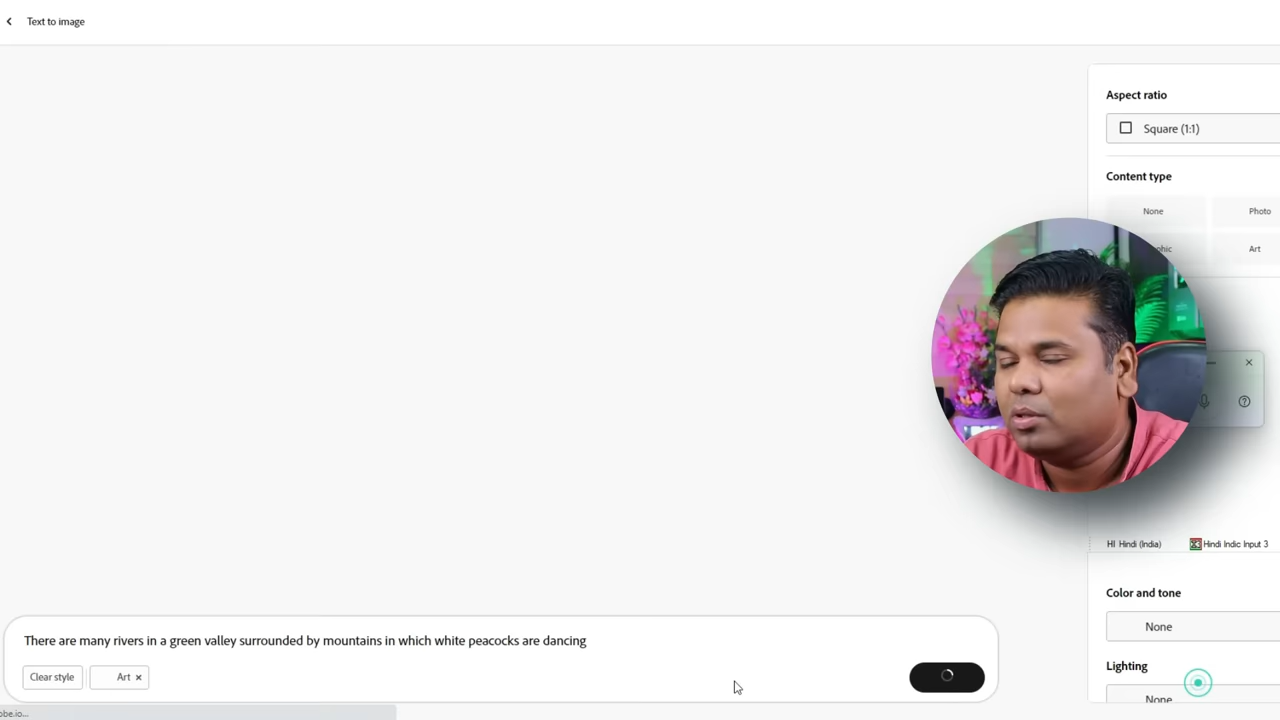 Text to image
Aspect ratio
Square (1:1)
Content type
None
Photo
Art
HI Hindi (India)
Hindi Indic Input 3
Color and tone
None
Lighting
None
There are many rivers in a green valley surrounded by mountains in which white peacocks are dancing
Clear style
Art ×